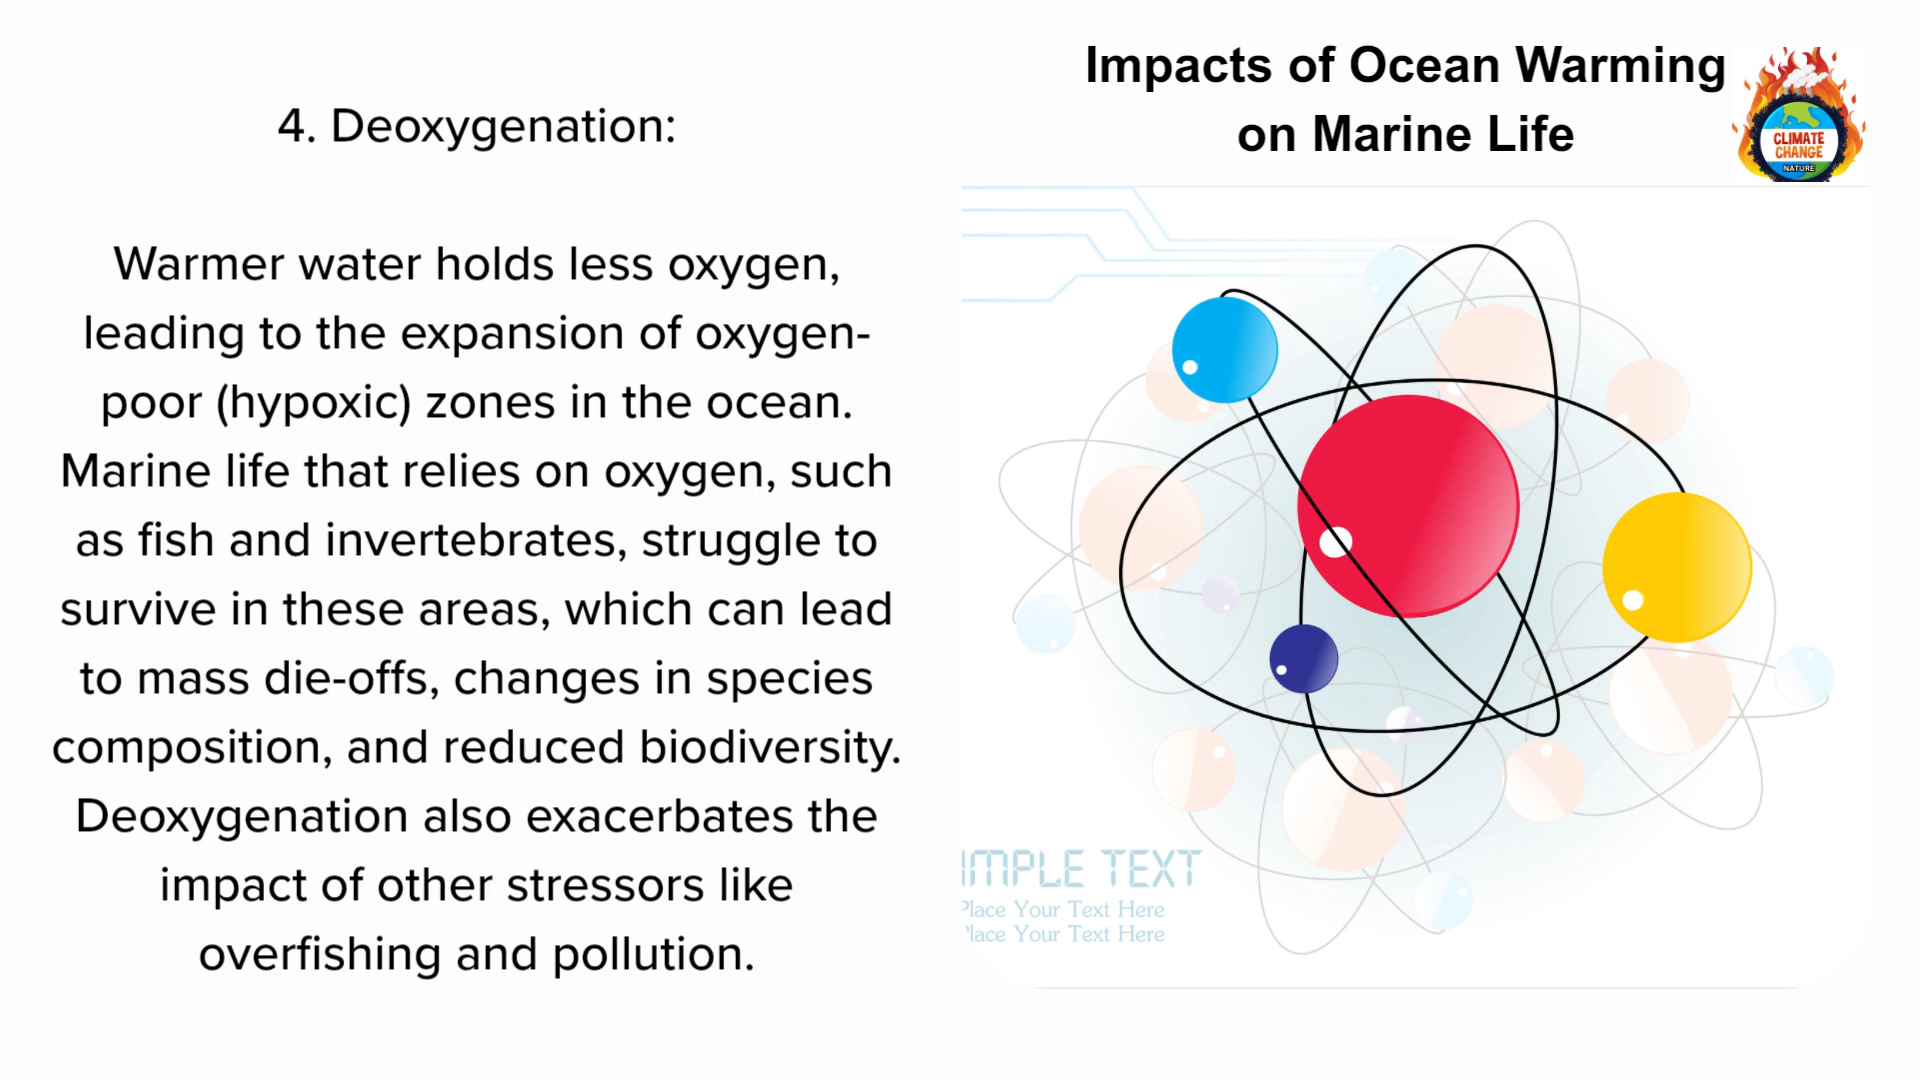 4. Deoxygenation:
Warmer water holds less oxygen,
leading to the expansion of oxygen-
poor (hypoxic) zones in the ocean.
Marine life that relies on oxygen, such
as fish and invertebrates, struggle to
survive in these areas, which can lead
to mass die-offs, changes in species
composition, and reduced biodiversity.
Deoxygenation also exacerbates the
impact of other stressors like
overfishing and pollution.
Impacts of Ocean Warming
on Marine Life
CLIMATE
CHANGE
NATURE
IMPLE TEXT
Place Your Text Here
Place Your Text Here